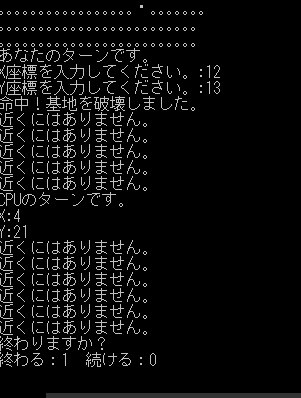 。。。。。。。。。。。。。。。。・。。。。。。。
。。。。。。。。。。。。。。。。。。。。。。。。
。。。。。。。。。。。。。。。。。。。。。。。。
あなたのターンです。
X座標を入力してください。:12
Y座標を入力してください。:13
命中！基地を破壊しました。
近くにはありません。
近くにはありません。
近くにはありません。
近くにはありません。
近くにはありません。
CPUのターンです。
X:4
Y:21
近くにはありません。
近くにはありません。
近くにはありません。
近くにはありません。
近くにはありません。
近くにはありません。
終わりますか？
終わる：1　続ける：0